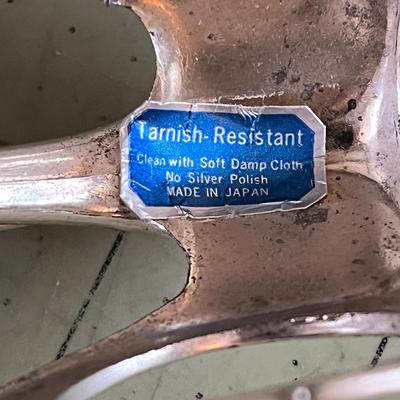 Tarnish-Resistant
Clean with Soft Damp Cloth
No Silver Polish
MADE IN JAPAN